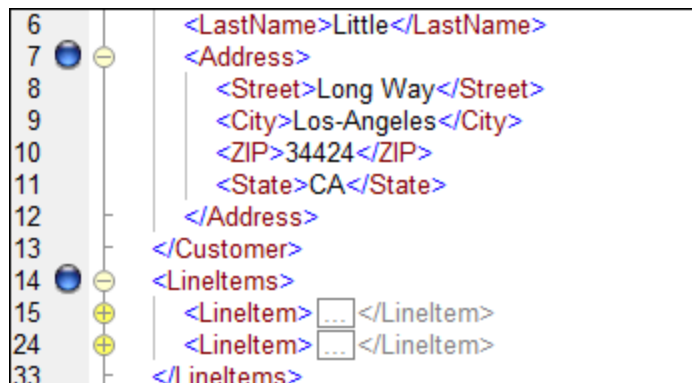 6 <LastName>Little</LastName>
7 <Address>
8 <Street>Long Way</Street>
9 <City>Los-Angeles</City>
10 <ZIP>34424</ZIP>
11 <State>CA</State>
12 </Address>
13 </Customer>
14 <LineItems>
15 <LineItem> ... </LineItem>
24 <LineItem> ... </LineItem>
33 </LineItems>